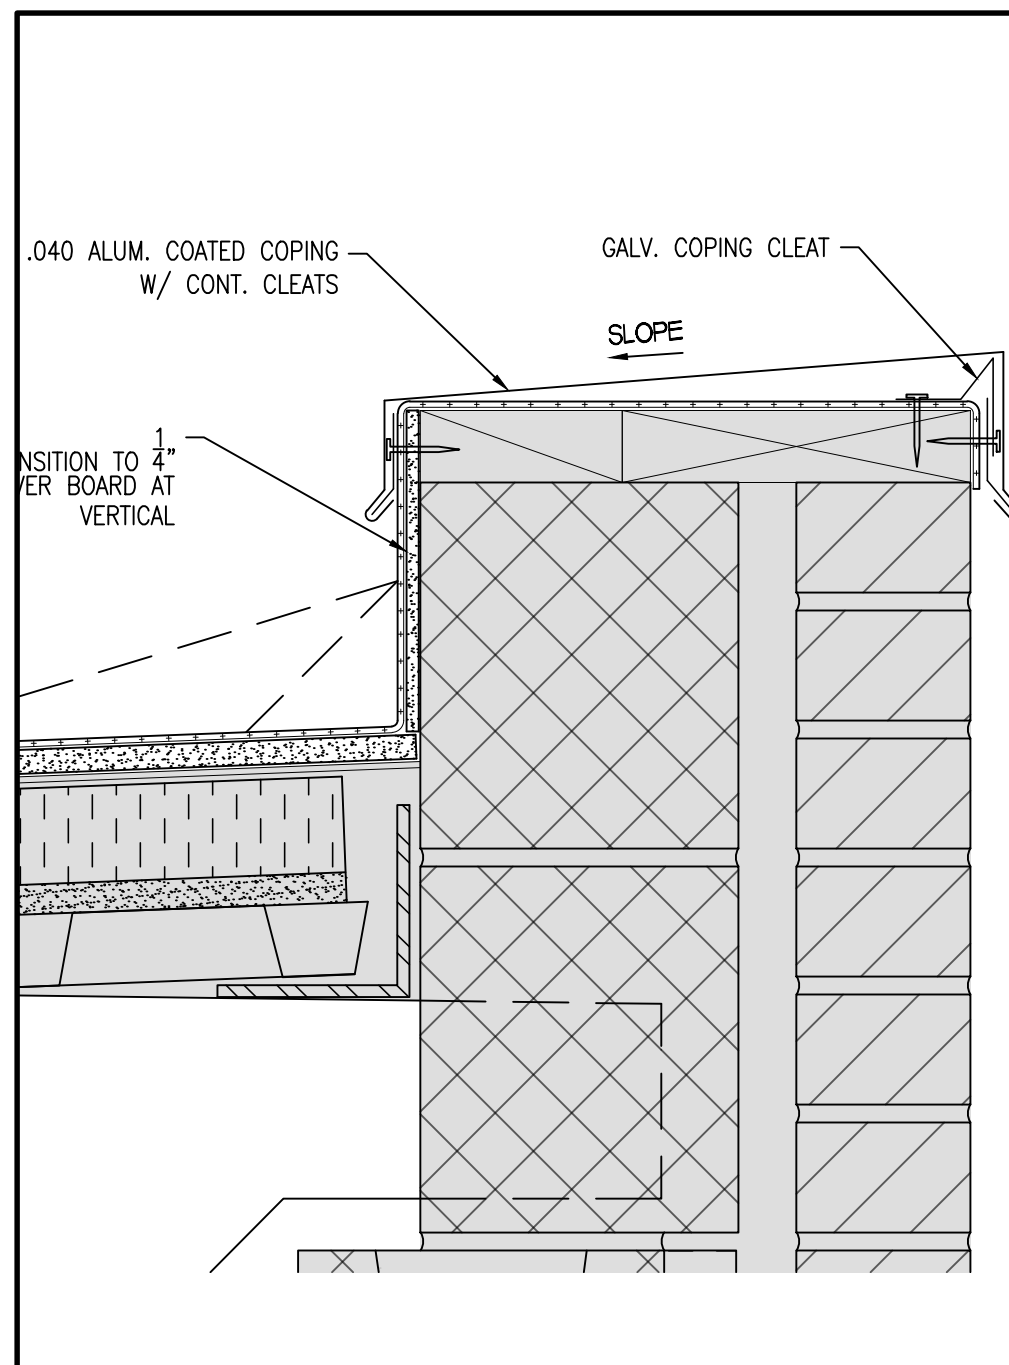 .040 ALUM. COATED COPING
W/ CONT. CLEATS
GALV. COPING CLEAT
SLOPE
NSITION TO 1/4"
VER BOARD AT
VERTICAL